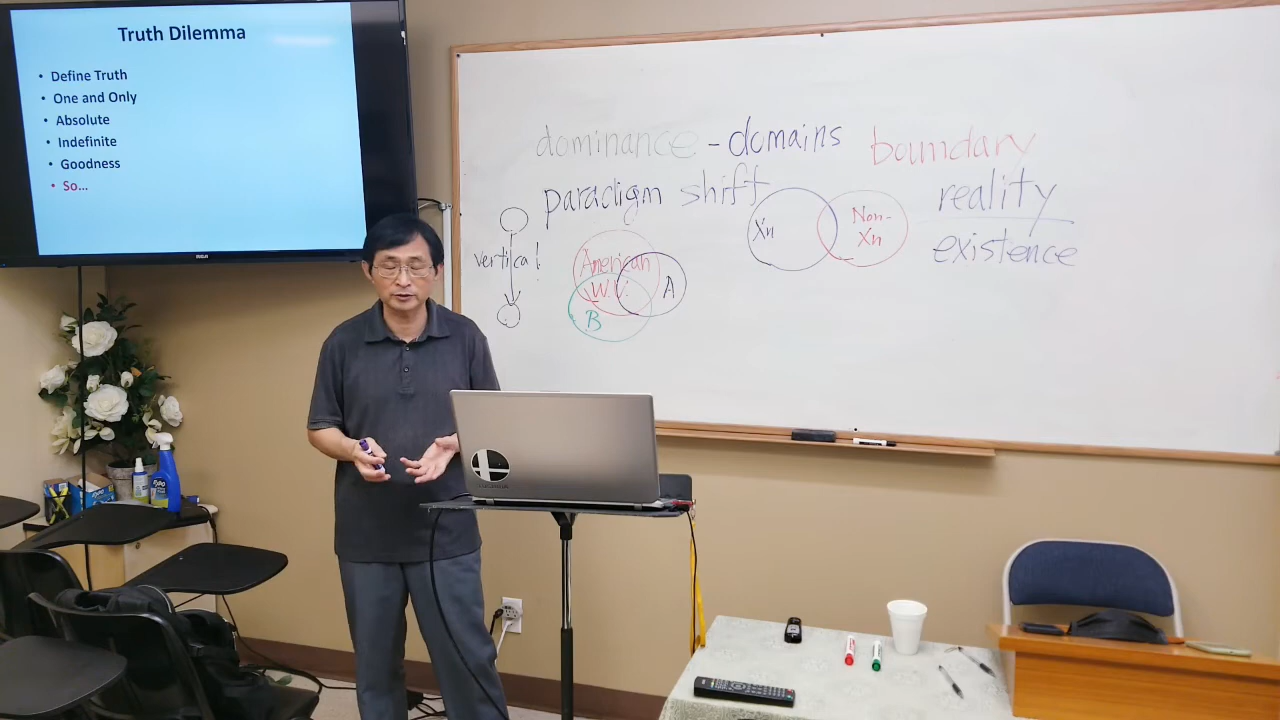 Truth Dilemma
• Define Truth
• One and Only
• Absolute
• Indefinite
• Goodness
• So...
RCA
dominance - domains boundary
paradigm shift
Xn
Non-
Xn
reality
existence
vertical
American
W.V.
A
B